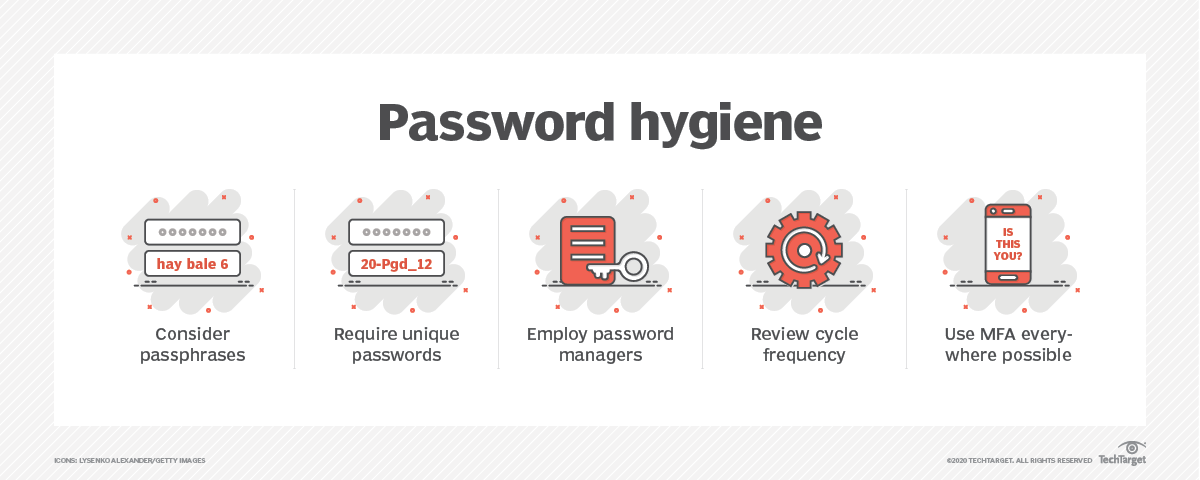 Password hygiene
hay bale 6
Consider
passphrases
20-Pgd_12
Require unique
passwords
Employ password
managers
Review cycle
frequency
IS
THIS
YOU?
Use MFA every-
where possible
ICONS: LYSENKO ALEXANDER/GETTY IMAGES
©2020 TECHTARGET. ALL RIGHTS RESERVED
TechTarget